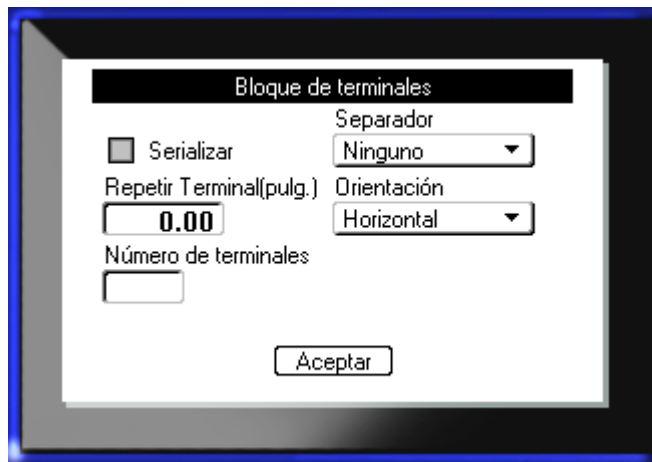 Bloque de terminales
Separador
Serializar
Ninguno
Repetir Terminal(pulg.) Orientación
0.00
Horizontal
Número de terminales
Aceptar